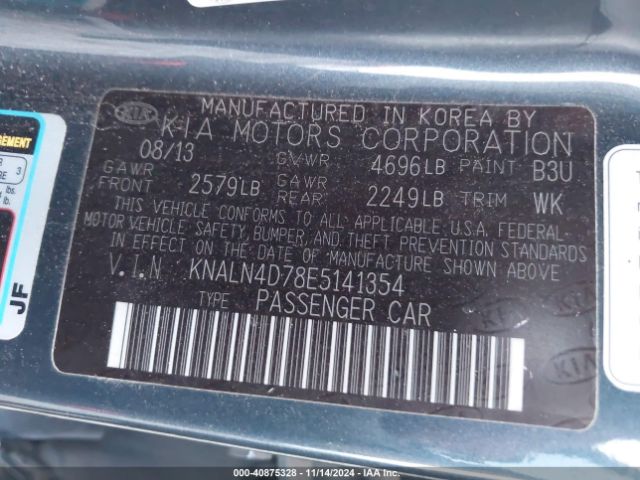 MANUFACTURED IN KOREA BY
KIA MOTORS CORPORATION
KIA
08/13 GVWR 4696LB PAINT B3U
GAWR FRONT 2579LB GAWR REAR 2249LB TRIM WK
THIS VEHICLE CONFORMS TO ALL APPLICABLE U.S.A. FEDERAL
MOTOR VEHICLE SAFETY, BUMPER, AND THEFT PREVENTION STANDARDS
IN EFFECT ON THE DATE OF MANUFACTURE SHOWN ABOVE
V.I.N KNALN4D78E5141354
TYPE PASSENGER CAR
KIA
JF
000-40875328 - 11/14/2024 - IAA Inc.